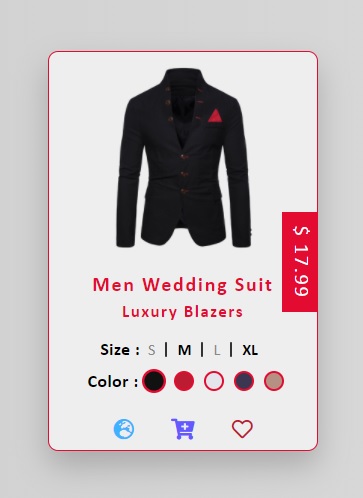 $ 17.99
Men Wedding Suit
Luxury Blazers
Size : S | M | L | XL
Color :